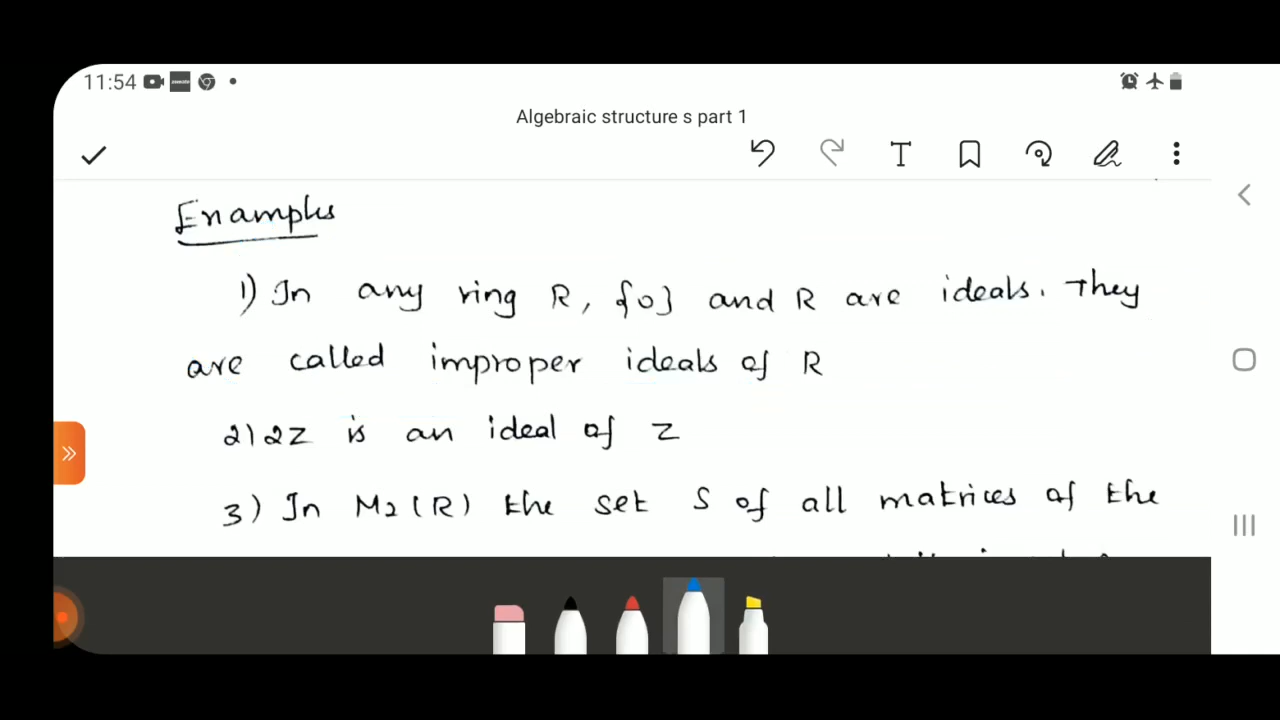 11:54
Algebraic structure s part 1
Examples
1) In any ring R, {0} and R are ideals. They
are called improper ideals of R
2) 2Z is an ideal of Z
3) In M2(R) the set S of all matrices of the